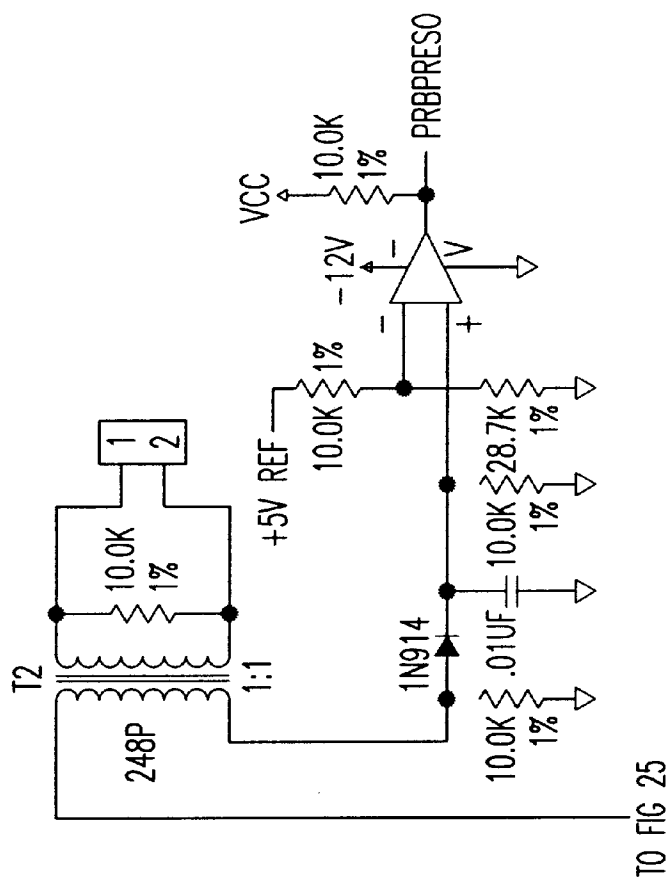 T2
248P
1:1
10.0K
1%
1
2
+5V REF
10.0K
1%
VCC
10.0K
1%
-12V
-
V
-
+
PRBPRESO
1N914
10.0K
1%
.01UF
10.0K
1%
28.7K
1%
TO FIG 25